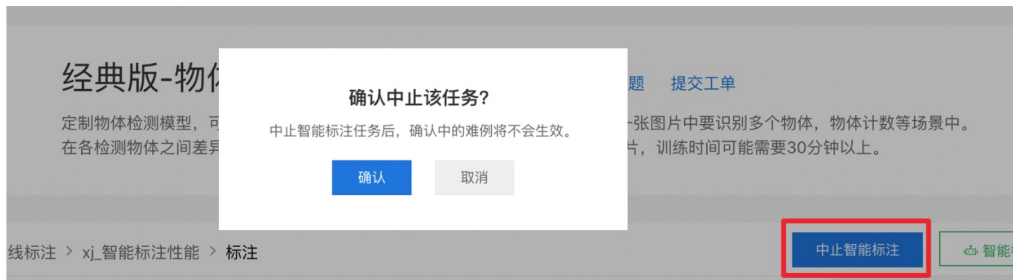 经典版-物体
题 提交工单
确认中止该任务?
定制物体检测模型，可
中止智能标注任务后，确认中的难例将不会生效。
一张图片中要识别多个物体，物体计数等场景中。
在各检测物体之间差异
片，训练时间可能需要30分钟以上。
确认 取消
线标注 > xj_智能标注性能 > 标注
中止智能标注
智能